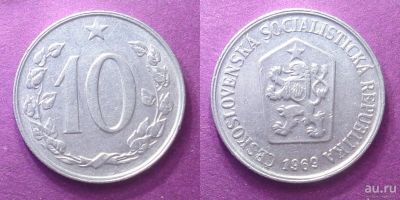 10
ČESKOSLOVENSKÁ SOCIALISTICKÁ REPUBLIKA
1969
au.ru